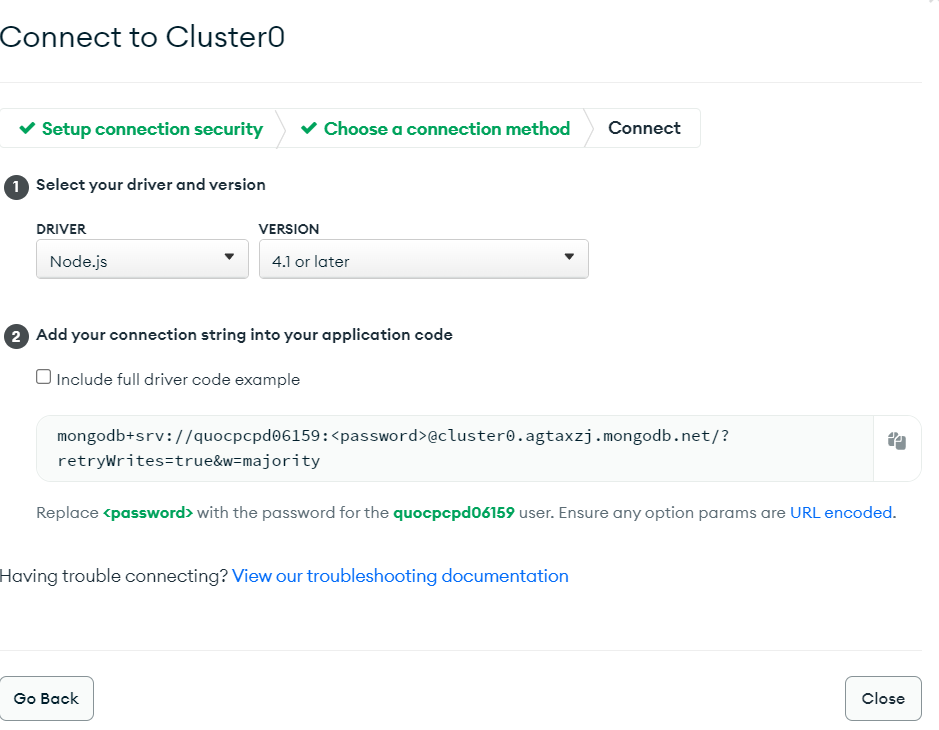 Connect to Cluster0
Setup connection security
Choose a connection method
Connect
1 Select your driver and version
DRIVER VERSION
Node.js 4.1 or later
2 Add your connection string into your application code
Include full driver code example
mongodb+srv://quocpcpd06159:<password>@cluster0.agtaxzj.mongodb.net/?
retryWrites=true&w=majority
Replace <password> with the password for the quocpcpd06159 user. Ensure any option params are URL encoded.
Having trouble connecting? View our troubleshooting documentation
Go Back Close